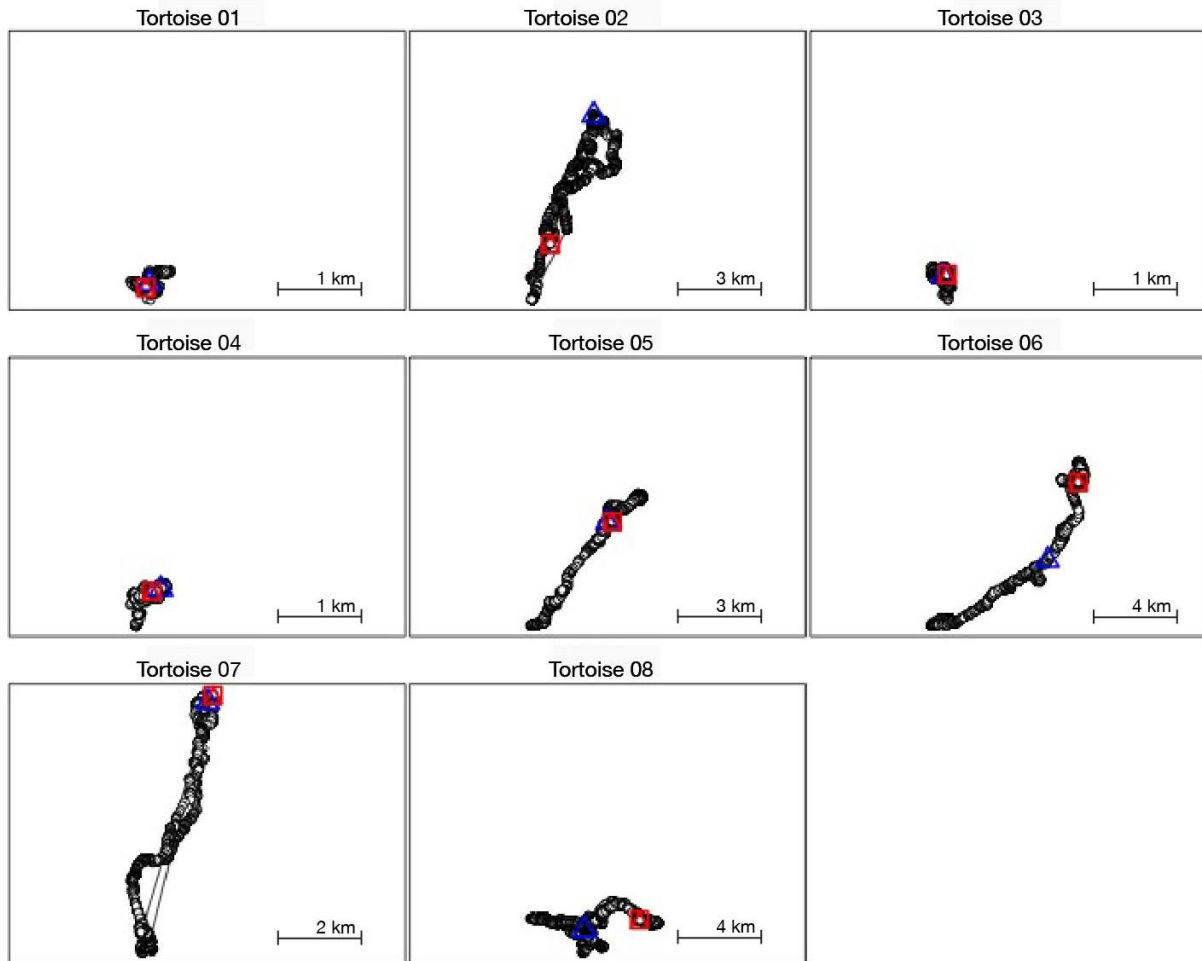 Tortoise 01
Tortoise 02
Tortoise 03
1 km
3 km
1 km
Tortoise 04
Tortoise 05
Tortoise 06
1 km
3 km
4 km
Tortoise 07
Tortoise 08
2 km
4 km